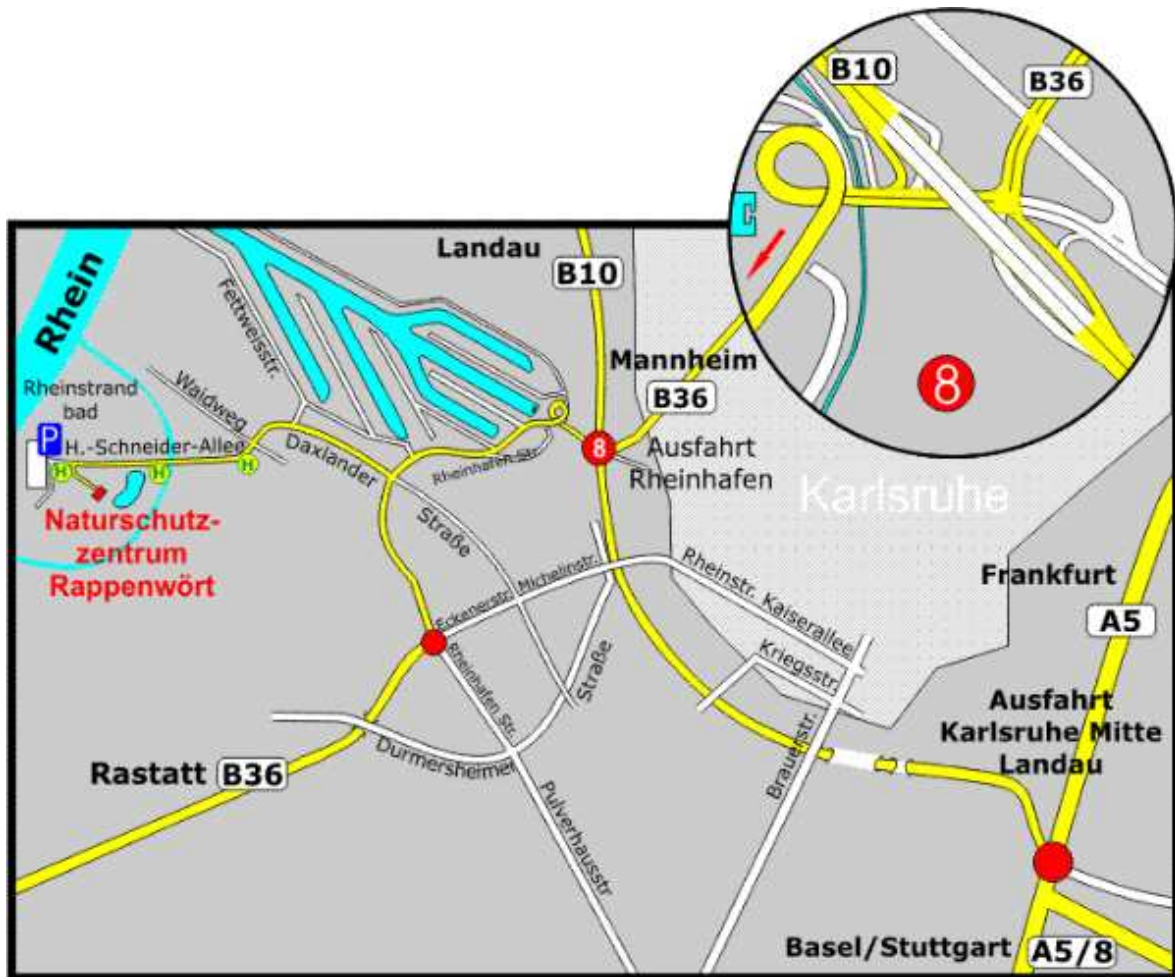 B10
B36
8
Landau
B10
Rhein
Fettweisstr.
Mannheim
B36
Waidweg
Rheinstrand
bad
P
H.-Schneider-Allee
H
H
H
Daxlander
Rheinhafen Str.
8
Ausfahrt
Rheinhafen
Karlsruhe
Naturschutz-
zentrum
Rappenwört
Straße
Eckenerstr.
Michelinstr.
Rheinstr.
Kaiserallee
Frankfurt
A5
Kriegsstr.
Rheinhafen Str.
Straße
Durmersheimer
Brauerstr.
Ausfahrt
Karlsruhe Mitte
Landau
Rastatt
B36
Pulverhausstr
Basel/Stuttgart
A5/8